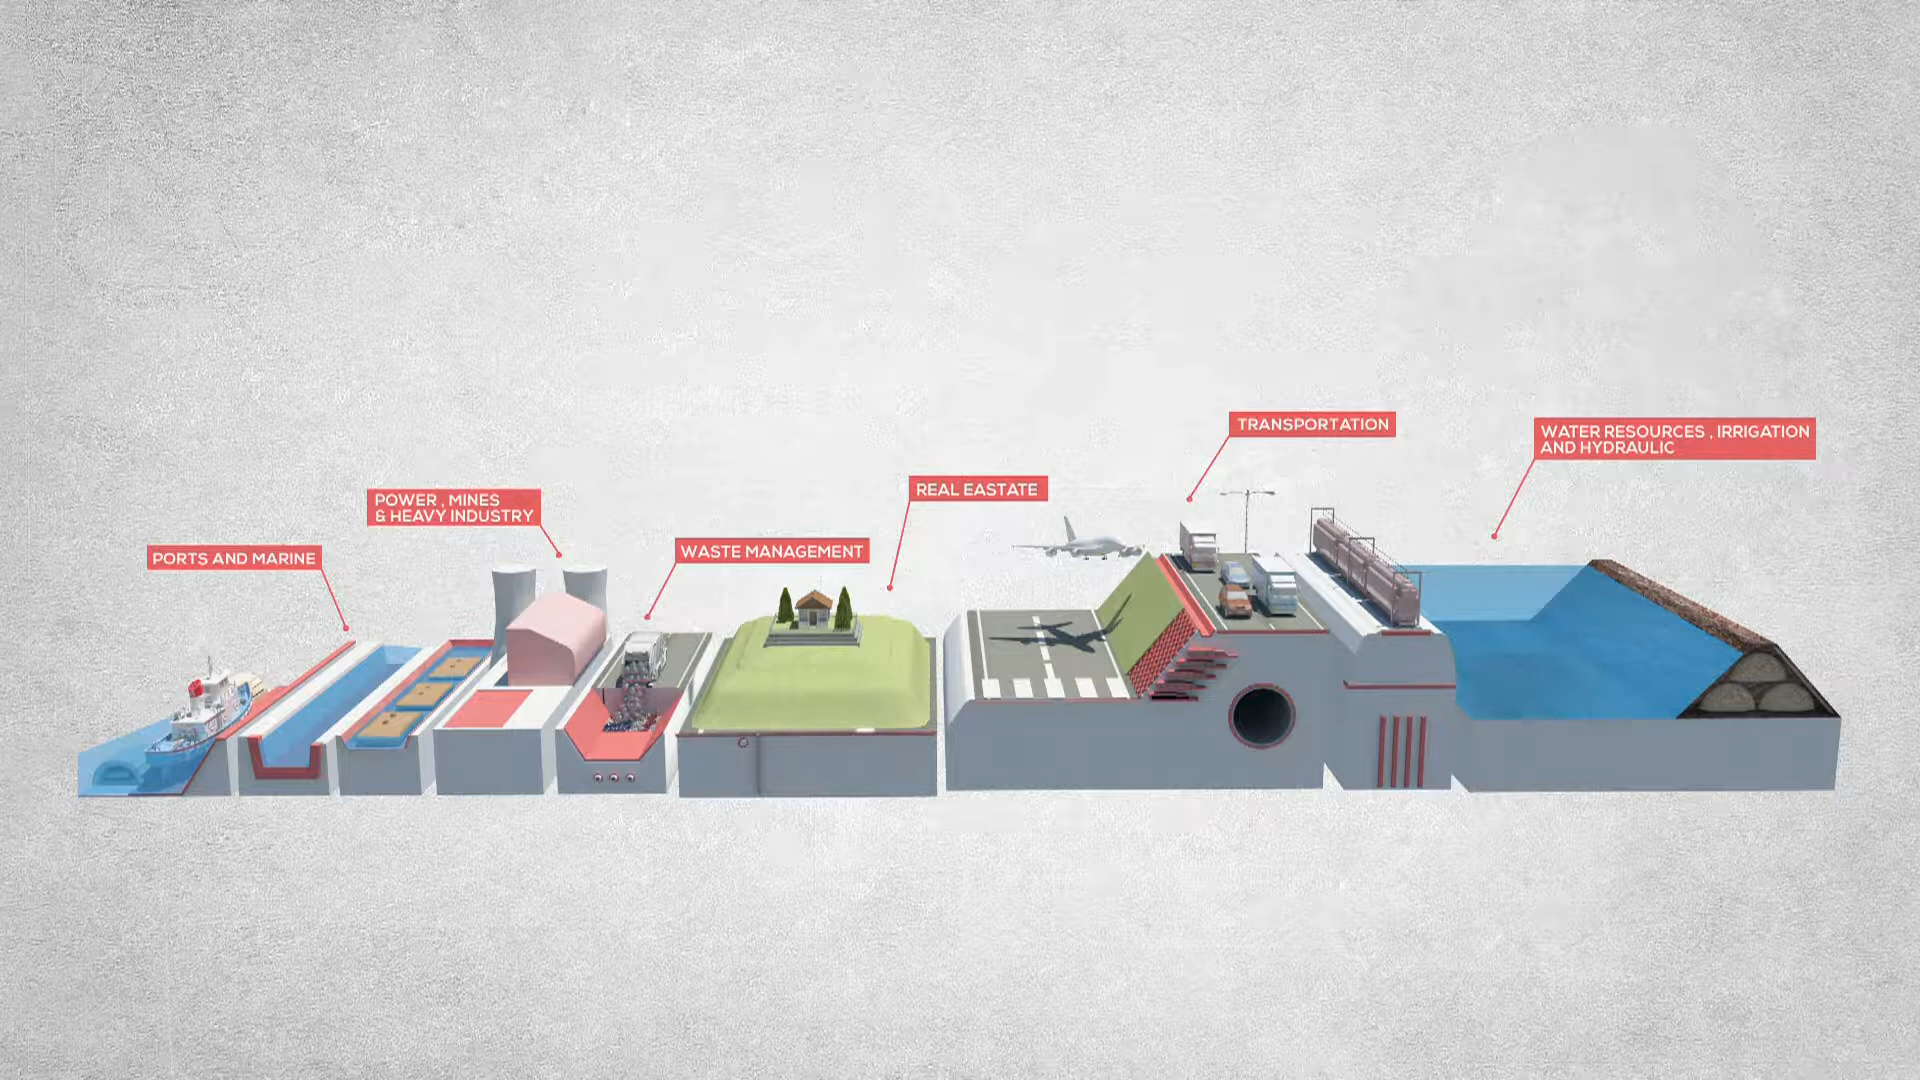 PORTS AND MARINE
POWER , MINES
& HEAVY INDUSTRY
WASTE MANAGEMENT
REAL EASTATE
TRANSPORTATION
WATER RESOURCES , IRRIGATION
AND HYDRAULIC